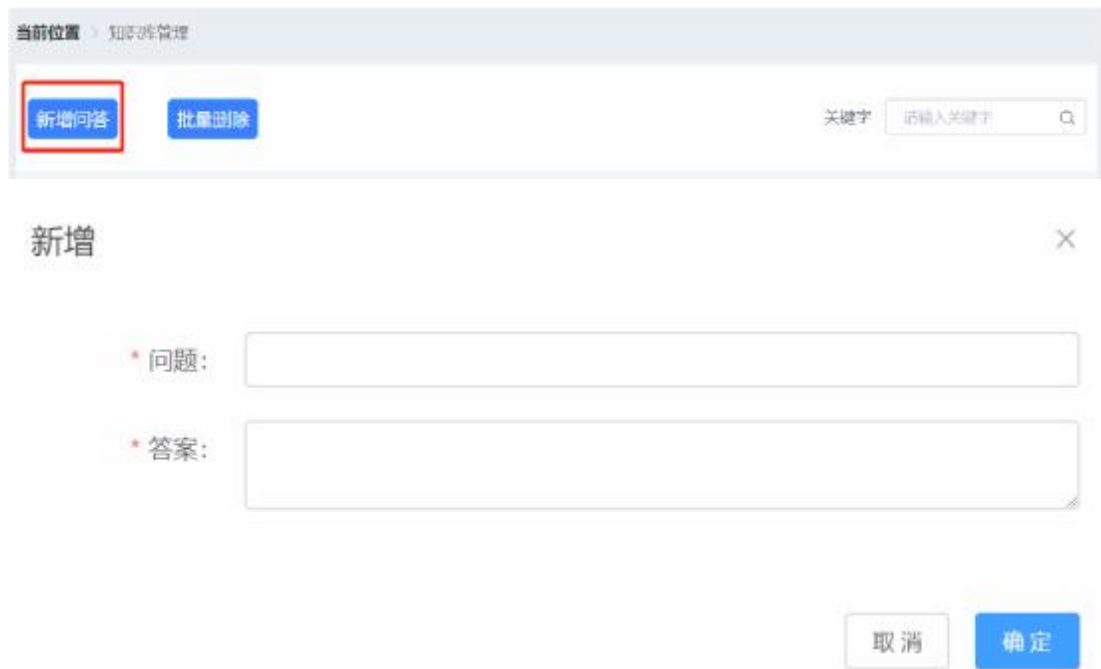 当前位置 > 知识库管理
新增问答 批量删除 关键字 请输入关键字
新增
* 问题:
* 答案:
取消 确定